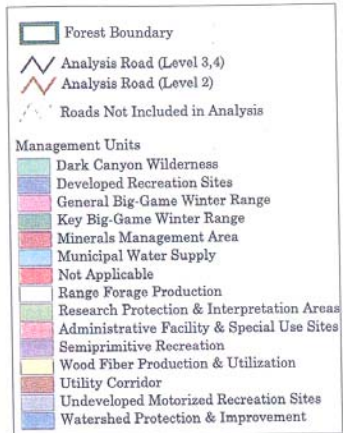 Forest Boundary
Analysis Road (Level 3,4)
Analysis Road (Level 2)
Roads Not Included in Analysis
Management Units
Dark Canyon Wilderness
Developed Recreation Sites
General Big-Game Winter Range
Key Big-Game Winter Range
Minerals Management Area
Municipal Water Supply
Not Applicable
Range Forage Production
Research Protection & Interpretation Areas
Administrative Facility & Special Use Sites
Semiprimitive Recreation
Wood Fiber Production & Utilization
Utility Corridor
Undeveloped Motorized Recreation Sites
Watershed Protection & Improvement